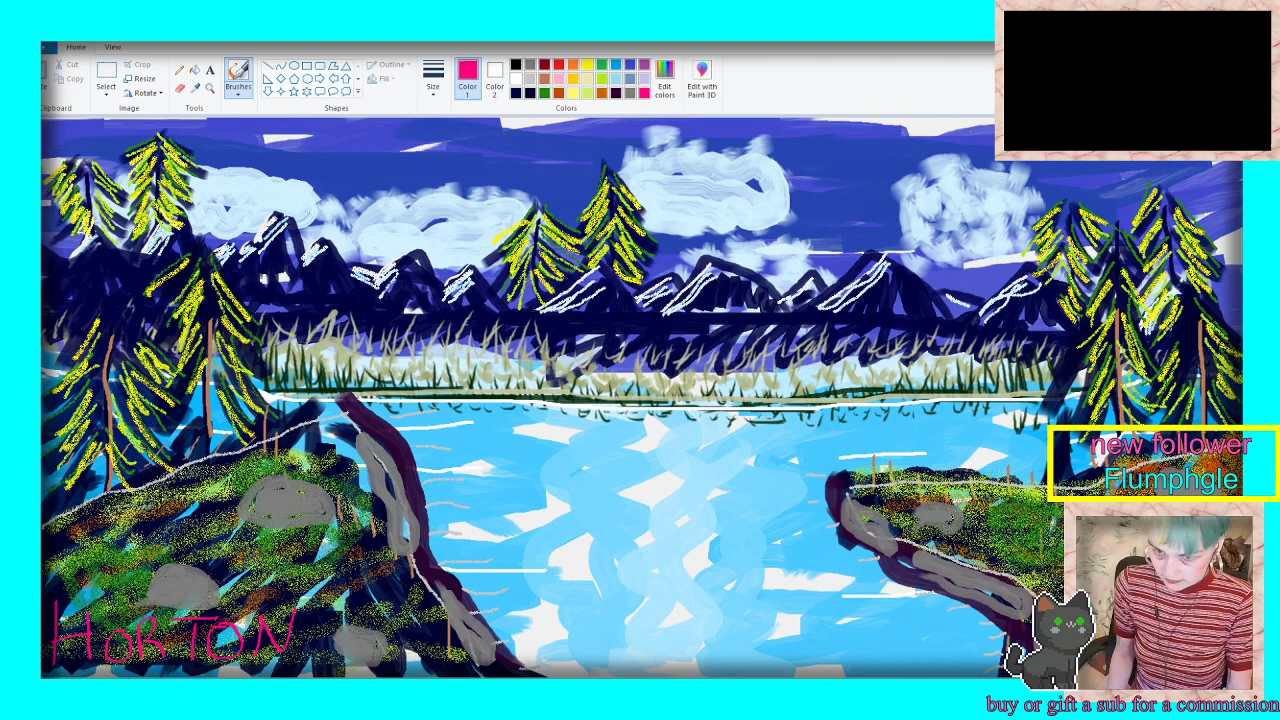 Home View
Cut
Copy
Clipboard
Select
Crop
Resize
Rotate
Image
A
Tools
Brushes
Shapes
Outline
Fill
Size
Color
1
Color
2
Colors
Edit
colors
Edit with
Paint 3D
new follower
Flumphgle
HORTON
buy or gift a sub for a commission